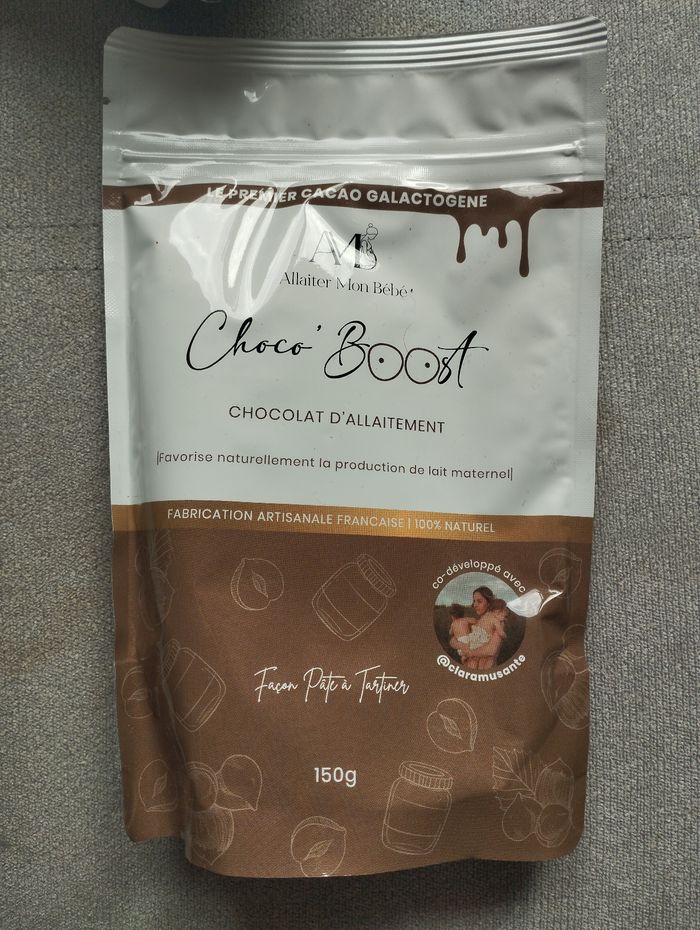 LE PREMIER CACAO GALACTOGENE
AMB
Allaiter Mon Bébé
Choco' Boost
CHOCOLAT D'ALLAITEMENT
|Favorise naturellement la production de lait maternel|
FABRICATION ARTISANALE FRANCAISE | 100% NATUREL
co-développé avec
@claramusante
Façon Pâte à Tartiner
150g